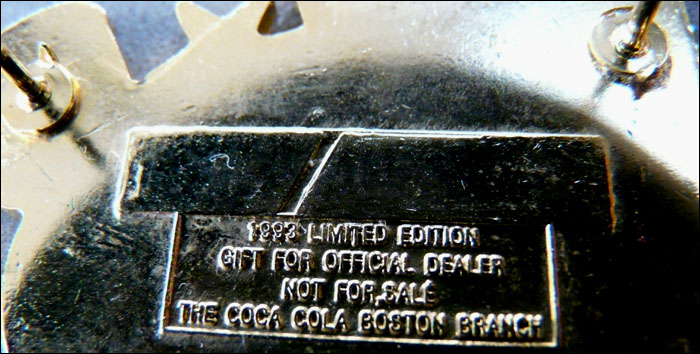 1993 LIMITED EDITION
GIFT FOR OFFICIAL DEALER
NOT FOR SALE
THE COCA COLA BOSTON BRANCH